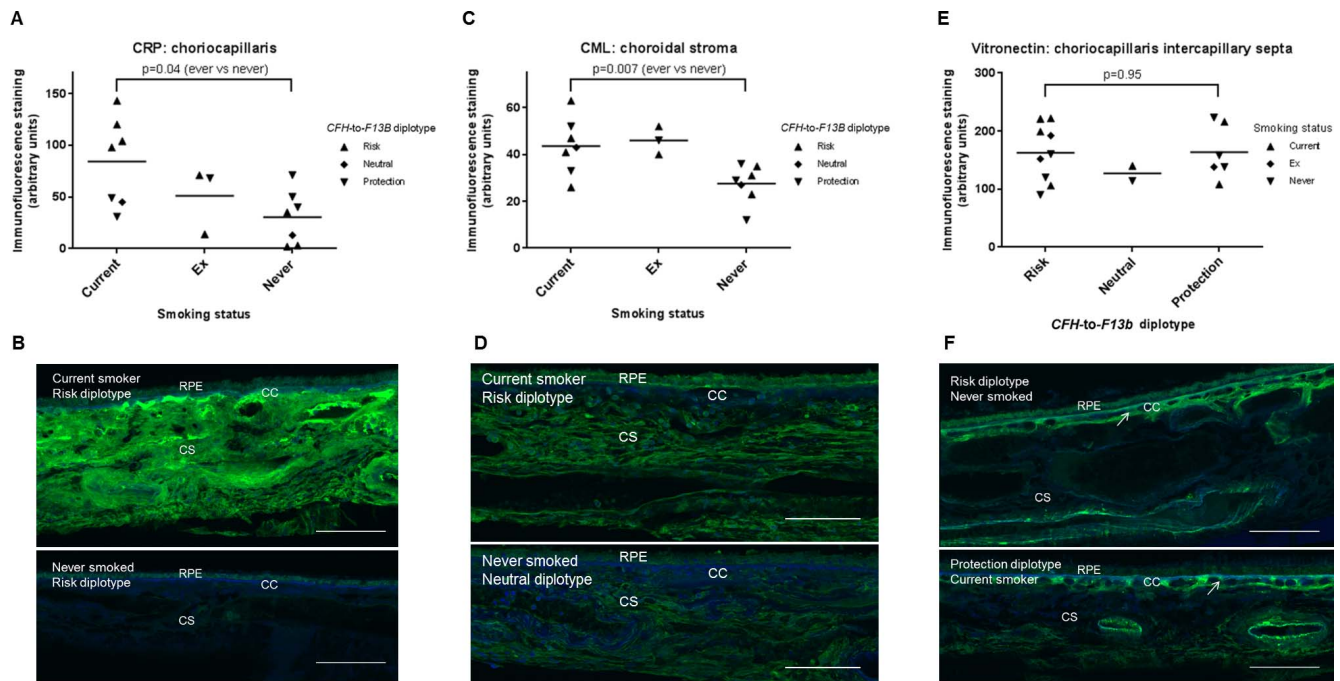 A
CRP: choriocapillaris
p=0.04 (ever vs never)
Immunofluorescence staining
(arbitrary units)
150
100
50
0
Current
Ex
Never
Smoking status
CFH-to-F13B diplotype
Risk
Neutral
Protection
C
CML: choroidal stroma
p=0.007 (ever vs never)
Immunofluorescence staining
(arbitrary units)
60
40
20
0
Current
Ex
Never
Smoking status
CFH-to-F13B diplotype
Risk
Neutral
Protection
E
Vitronectin: choriocapillaris intercapillary septa
p=0.95
Immunofluorescence staining
(arbitrary units)
300
200
100
0
Risk
Neutral
Protection
CFH-to-F13b diplotype
Smoking status
Current
Ex
Never
B
Current smoker
Risk diplotype
RPE
CC
CS
Never smoked
Risk diplotype
RPE
CC
CS
D
Current smoker
Risk diplotype
RPE
CC
CS
Never smoked
Neutral diplotype
RPE
CC
CS
F
Risk diplotype
Never smoked
RPE
CC
CS
Protection diplotype
Current smoker
RPE
CC
CS